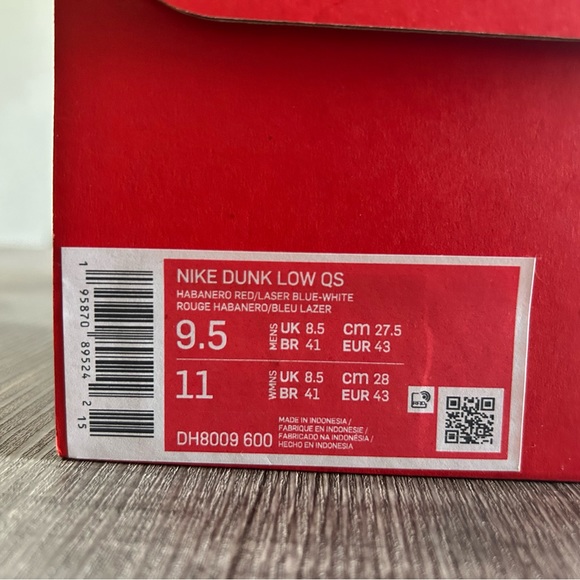 NIKE DUNK LOW QS
HABANERO RED/LASER BLUE-WHITE
ROUGE HABANERO/BLEU LAZER
9.5 MENS UK 8.5 cm 27.5
BR 41 EUR 43
11 WMNS UK 8.5 cm 28
BR 41 EUR 43
MADE IN INDONESIA/
FABRIQUE EN INDONESIE/
FABRICADO NA INDONÉSIA/
HECHO EN INDONESIA
DH8009 600
RFID
1 95870 89524 2 15